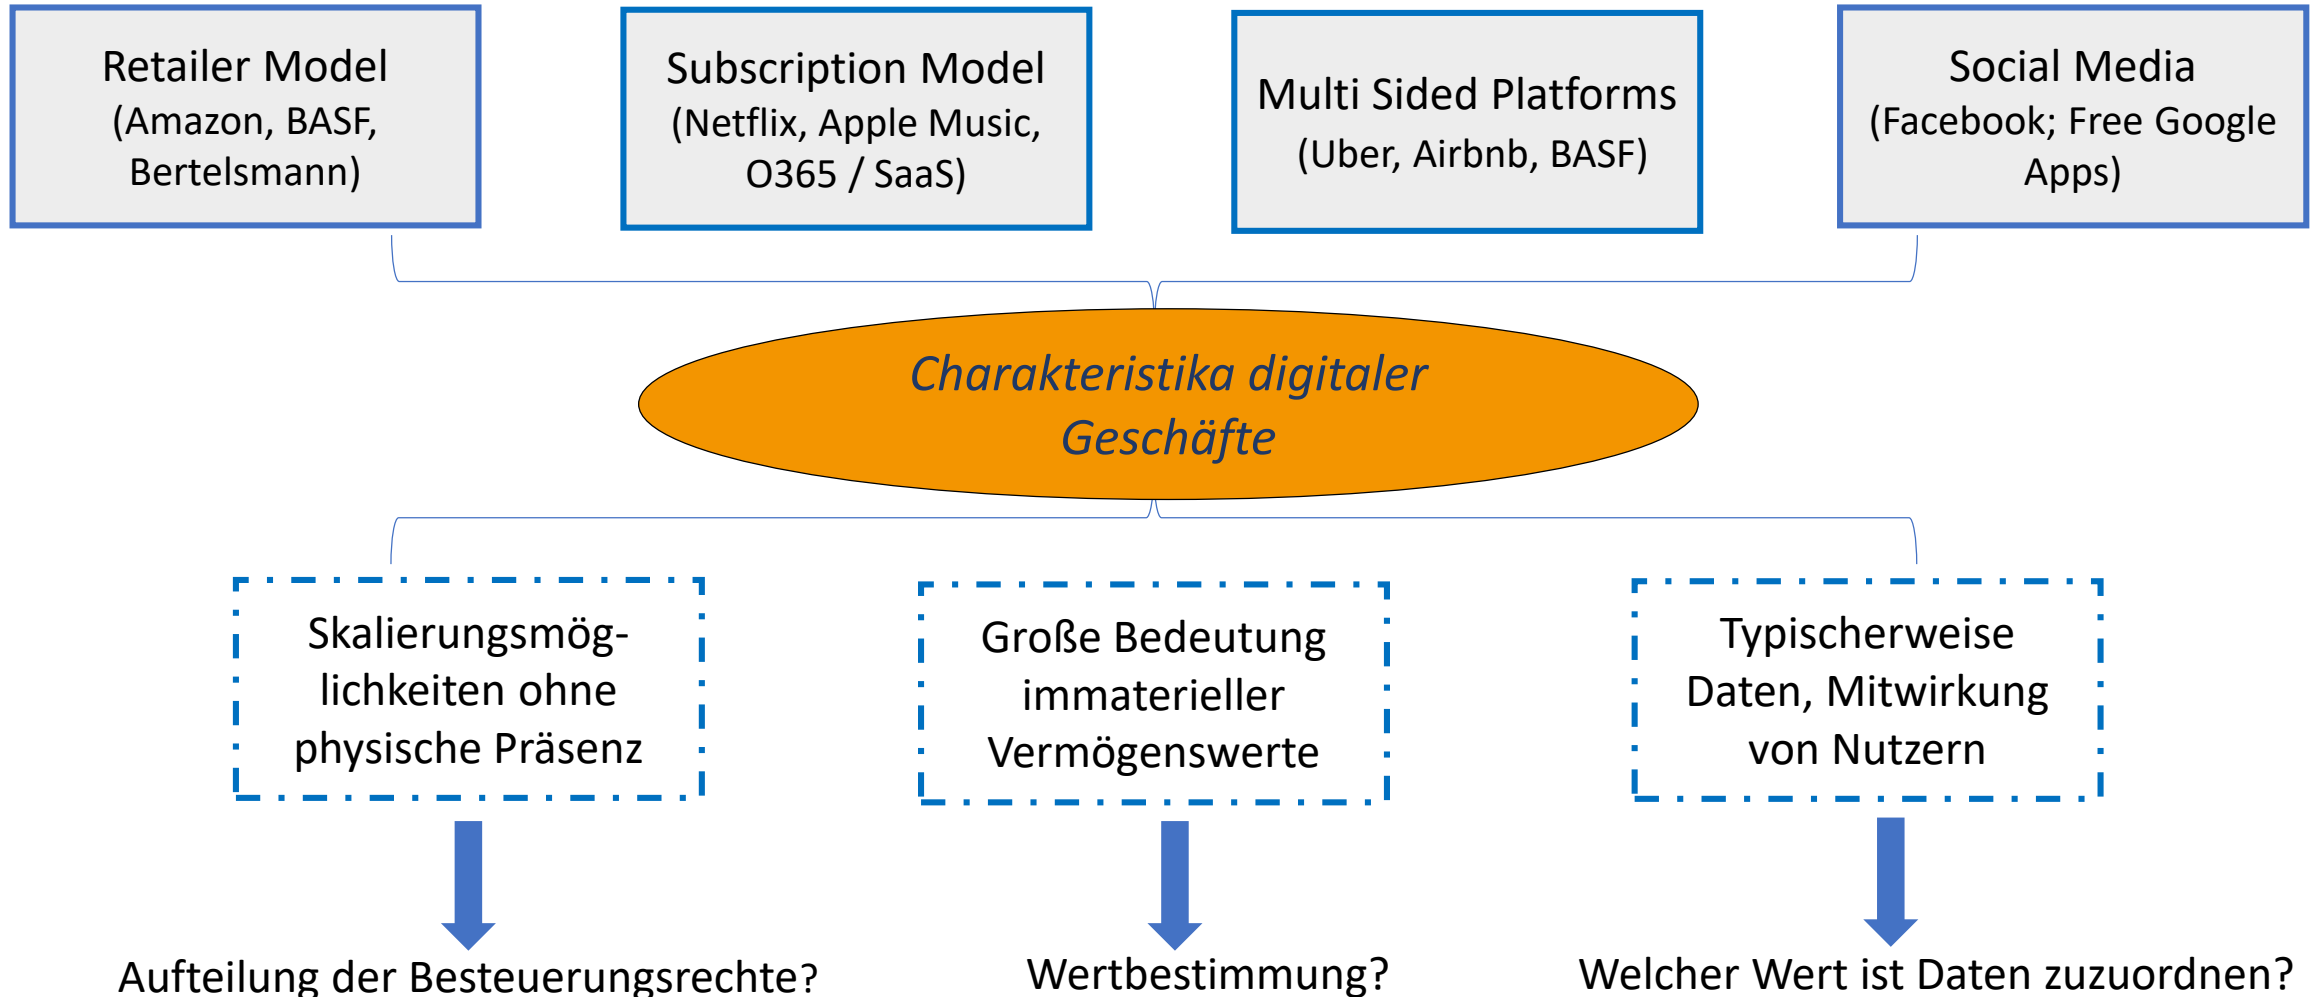 Retailer Model
(Amazon, BASF,
Bertelsmann)
Subscription Model
(Netflix, Apple Music,
O365 / SaaS)
Multi Sided Platforms
(Uber, Airbnb, BASF)
Social Media
(Facebook; Free Google
Apps)
Charakteristika digitaler
Geschäfte
Skalierungsmög-
lichkeiten ohne
physische Präsenz
Große Bedeutung
immaterieller
Vermögenswerte
Typischerweise
Daten, Mitwirkung
von Nutzern
Aufteilung der Besteuerungsrechte?
Wertbestimmung?
Welcher Wert ist Daten zuzuordnen?